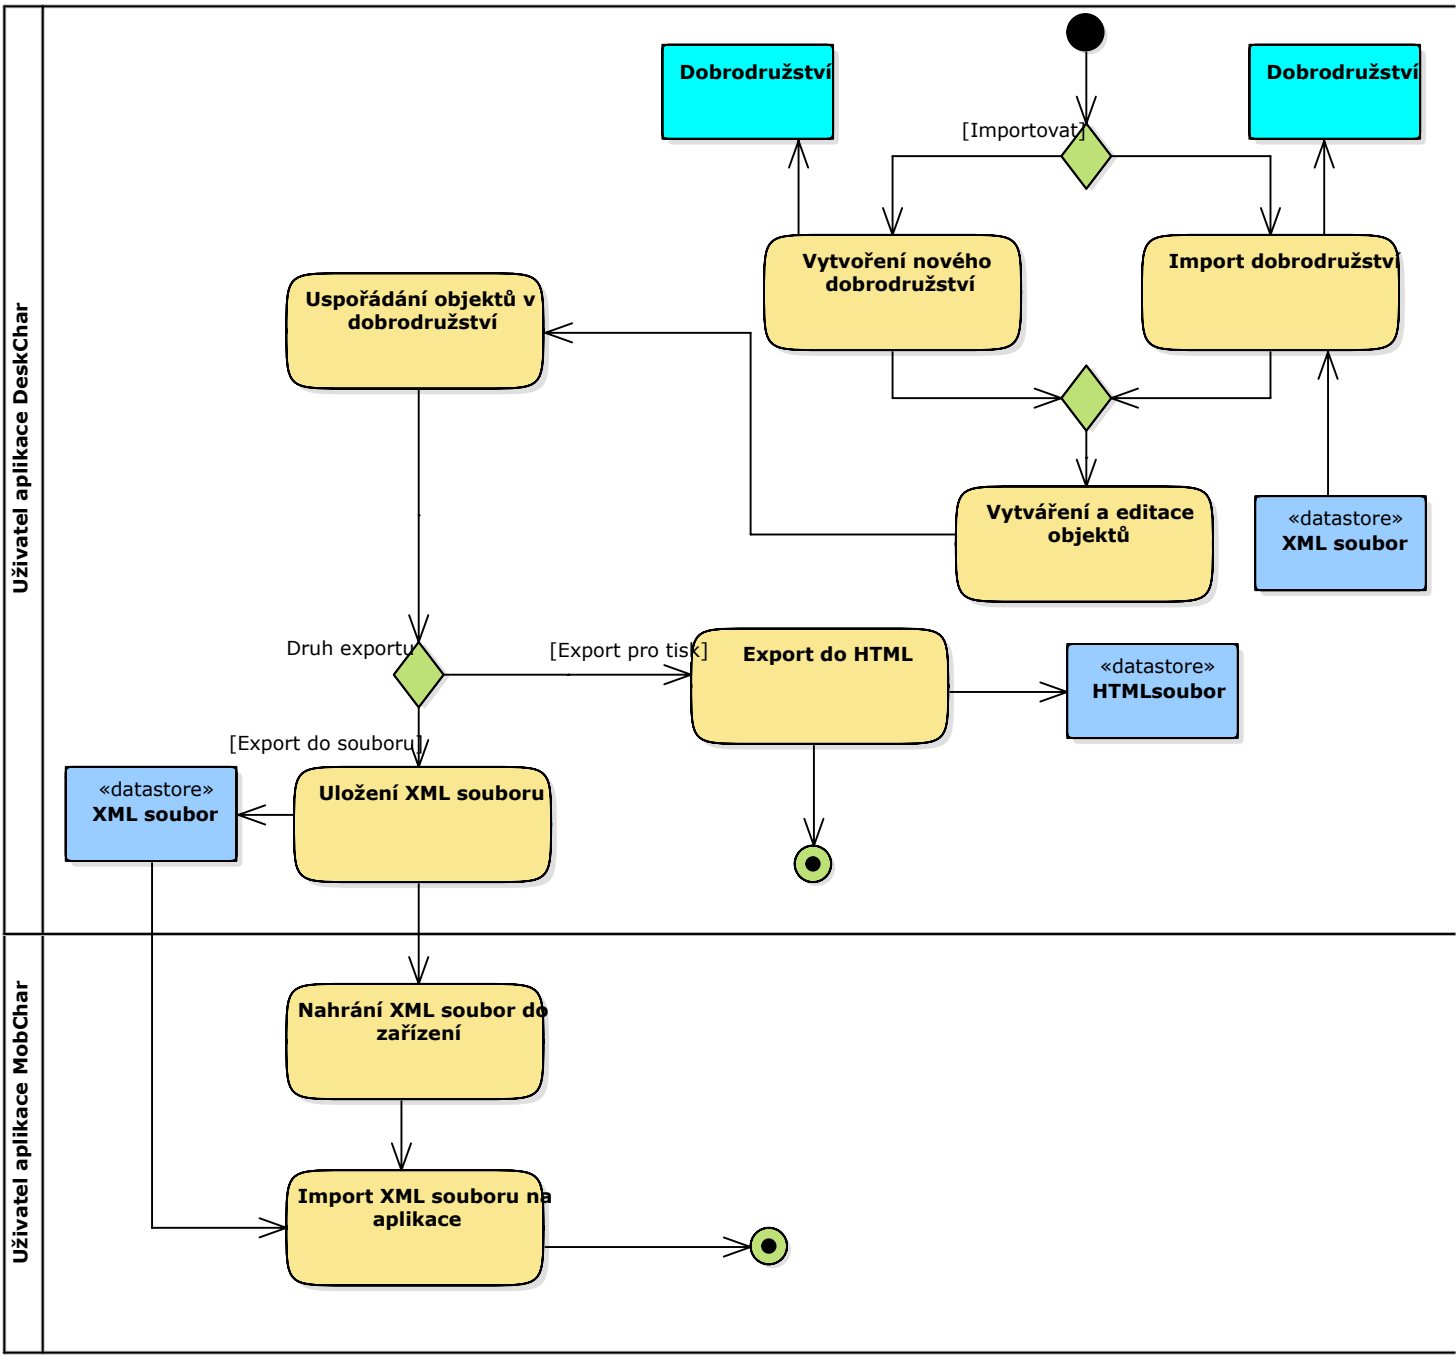 Uživatel aplikace DeskChar
Dobrodružství
Dobrodružství
[Importovat]
Vytvoření nového
dobrodružství
Import dobrodružství
Uspořádání objektů v
dobrodružství
Vytváření a editace
objektů
«datastore»
XML soubor
Druh exportu
[Export pro tisk]
Export do HTML
«datastore»
HTMLsoubor
[Export do souboru]
«datastore»
XML soubor
Uložení XML souboru
Uživatel aplikace MobChar
Nahrání XML soubor do
zařízení
Import XML souboru na
aplikace